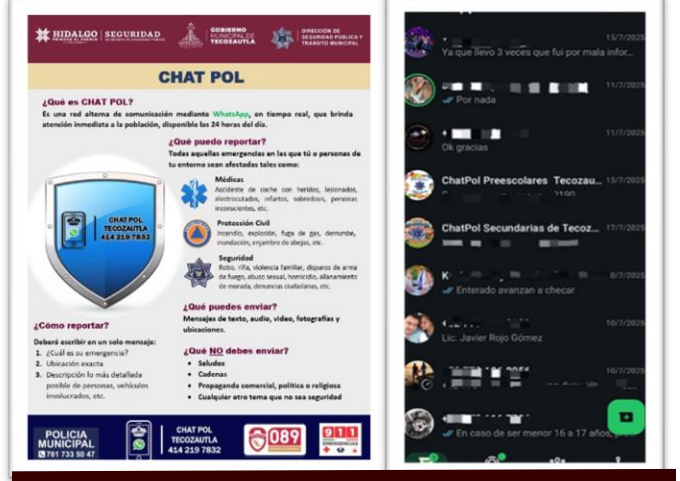 HIDALGO
PRIMERO EL PUEBLO
SEGURIDAD
GOBIERNO
MUNICIPAL DE
TECOZAUTLA
DIRECCIÓN DE
SEGURIDAD PÚBLICA Y
TRÁNSITO MUNICIPAL
CHAT POL
¿Qué es CHAT POL?
Es una red alterna de comunicación mediante WhatsApp, en tiempo real, que brinda
atención inmediata a la población, disponible las 24 horas del día.
¿Qué puedo reportar?
Todas aquellas emergencias en las que tú o personas de
tu entorno sean afectadas tales como:
Médicas
Accidente de coche con heridos, lesionados,
electrocutados, infartos, sobredosis, personas
inconscientes, etc.
Protección Civil
Incendio, explosión, fuga de gas, derrumbe,
inundación, enjambre de abejas, etc.
Seguridad
Robo, riña, violencia familiar, disparos de arma
de fuego, abuso sexual, homicidio, allanamiento
de morada, denuncias ciudadanas, etc.
CHAT POL
TECOZAUTLA
414 219 7832
¿Qué puedes enviar?
Mensajes de texto, audio, video, fotografías y
ubicaciones.
¿Cómo reportar?
Deberá escribir en un solo mensaje:
1. ¿Cuál es su emergencia?
2. Ubicación exacta
3. Descripción lo más detallada
posible de personas, vehículos
involucrados, etc.
¿Qué NO debes enviar?
• Saludos
• Cadenas
• Propaganda comercial, política o religiosa
• Cualquier otro tema que no sea seguridad
POLICIA
MUNICIPAL
761 733 50 47
CHAT POL
TECOZAUTLA
414 219 7832
089
911
EMERGENCIAS
15/7/2025
Ya que llevo 3 veces que fui por mala infor...
11/7/2025
Por nada
11/7/2025
Ok gracias
ChatPol Preescolares Tecozau... 15/7/2025
ChatPol Secundarias de Tecoz... 17/7/2025
Enterado avanzan a checar
10/7/2025
Lic. Javier Rojo Gómez
10/7/2025
En caso de ser menor 16 a 17 años,